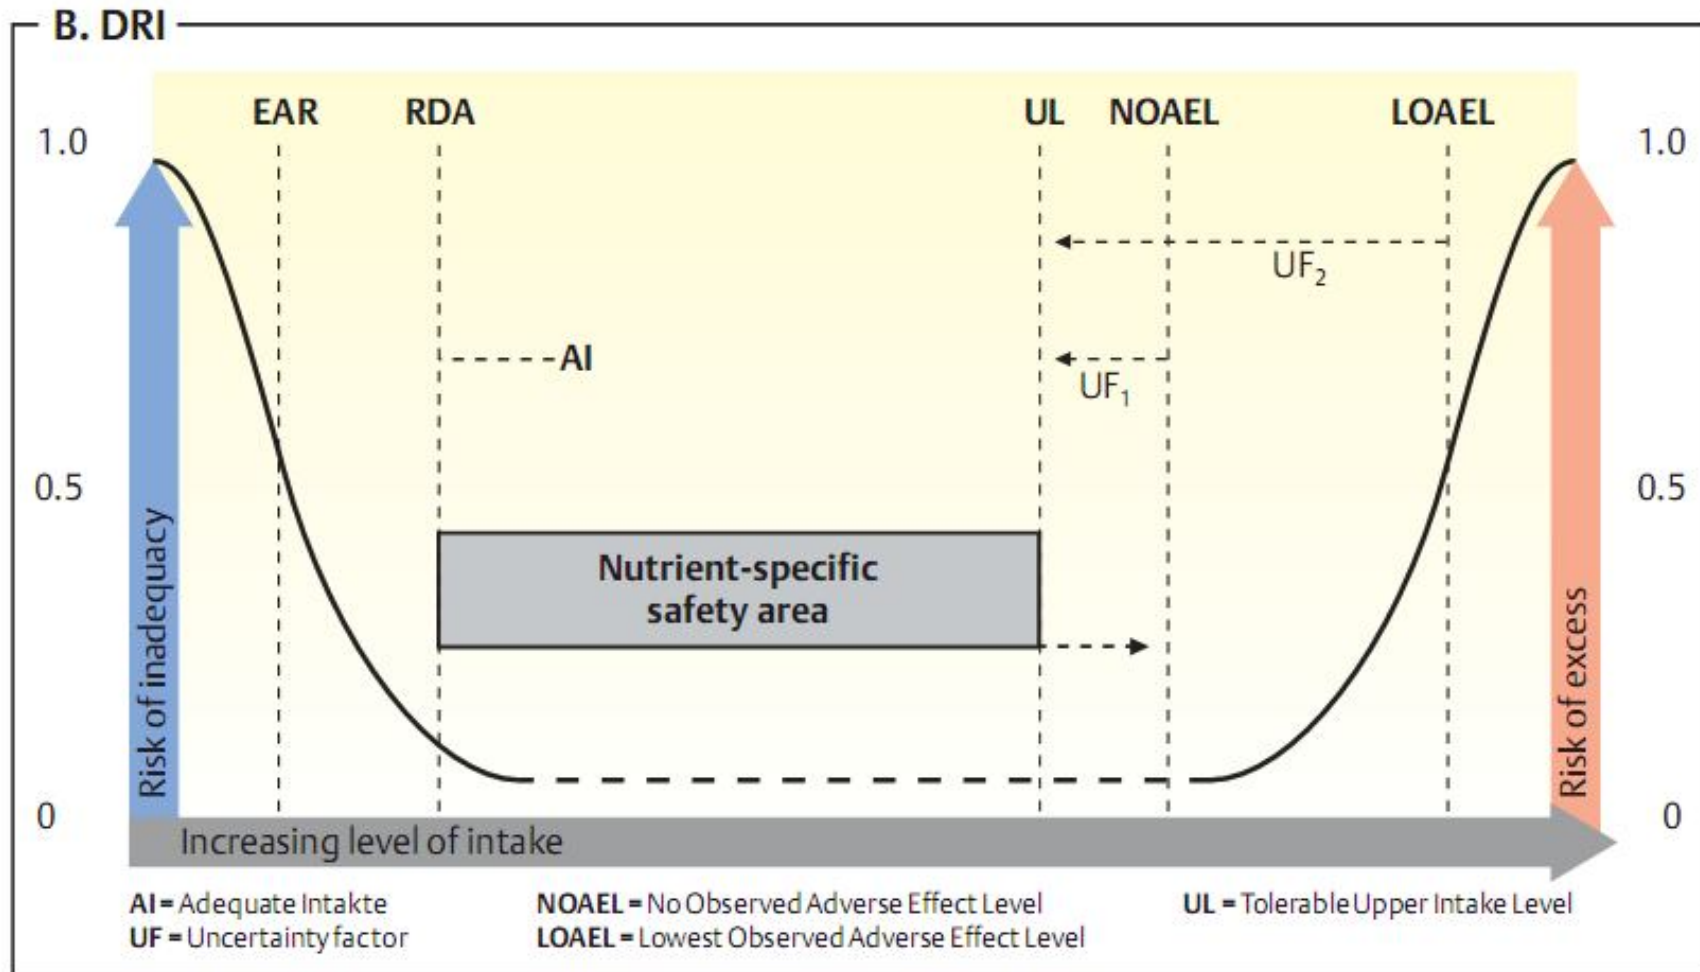 B. DRI
EAR RDA UL NOAEL LOAEL
1.0 1.0
UF2
AI
UF1
0.5 0.5
Nutrient-specific
safety area
Risk of inadequacy
Risk of excess
0 0
Increasing level of intake
AI = Adequate Intakte
UF = Uncertainty factor
NOAEL = No Observed Adverse Effect Level
LOAEL = Lowest Observed Adverse Effect Level
UL = Tolerable Upper Intake Level